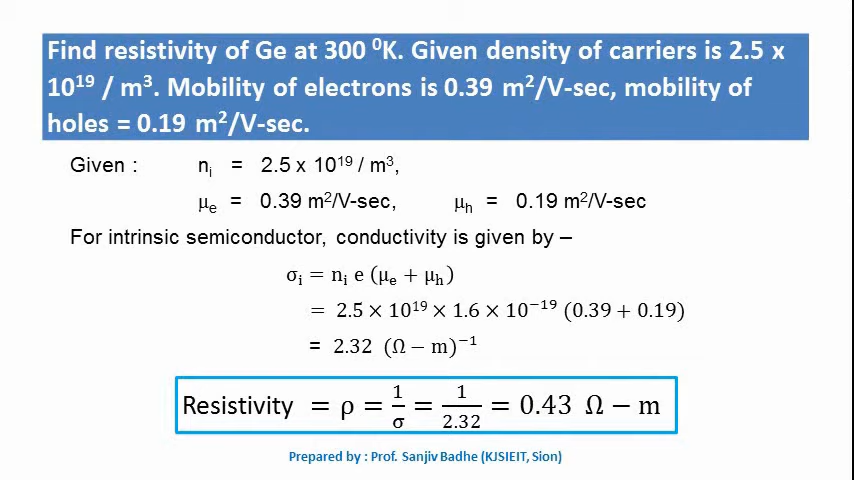 Find resistivity of Ge at 300 ⁰K. Given density of carriers is 2.5 x
10¹⁹ / m³. Mobility of electrons is 0.39 m²/V-sec, mobility of
holes = 0.19 m²/V-sec.
Given : nᵢ = 2.5 x 10¹⁹ / m³,
μₑ = 0.39 m²/V-sec, μₕ = 0.19 m²/V-sec
For intrinsic semiconductor, conductivity is given by –
σᵢ = nᵢ e (μₑ + μₕ)
= 2.5 × 10¹⁹ × 1.6 × 10⁻¹⁹ (0.39 + 0.19)
= 2.32 (Ω − m)⁻¹
Resistivity = ρ = 1/σ = 1/2.32 = 0.43 Ω − m
Prepared by : Prof. Sanjiv Badhe (KJSIEIT, Sion)